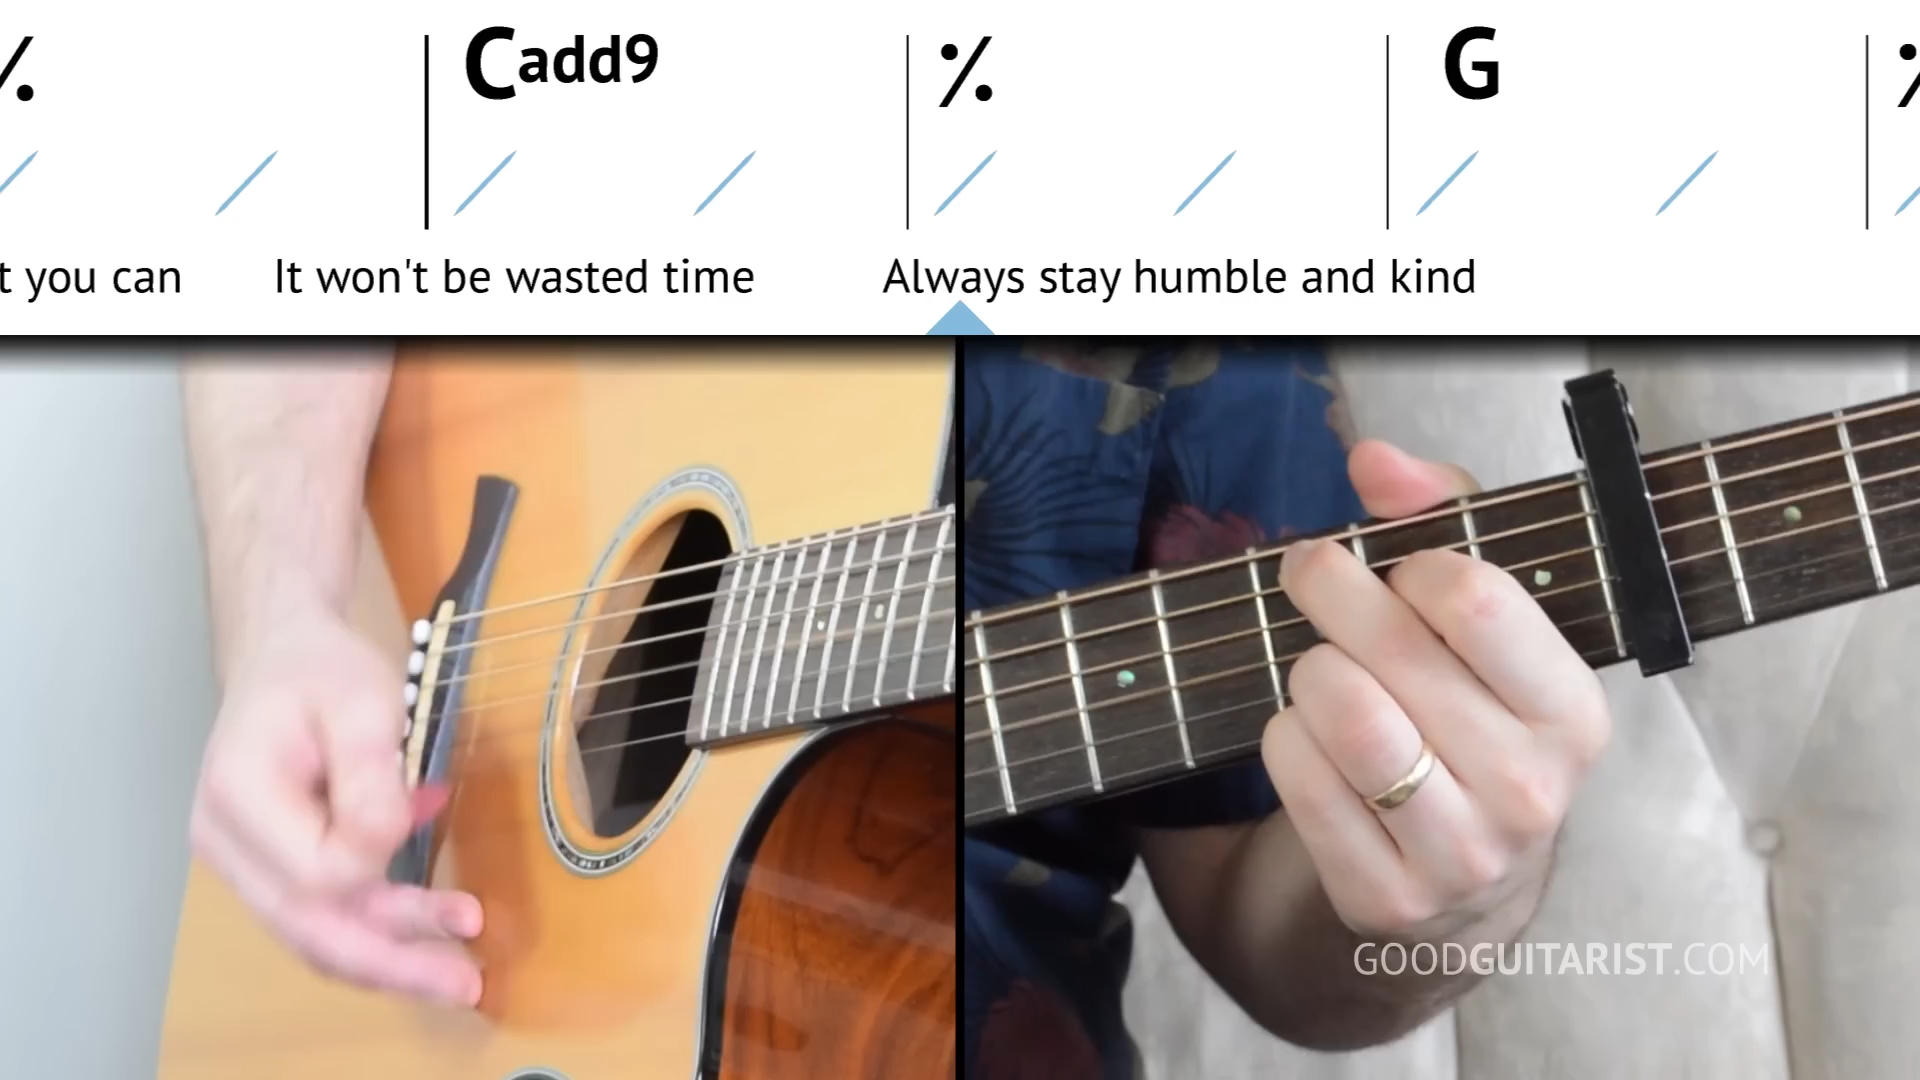 Cadd9 G
t you can It won't be wasted time Always stay humble and kind
GOODGUITARIST.COM